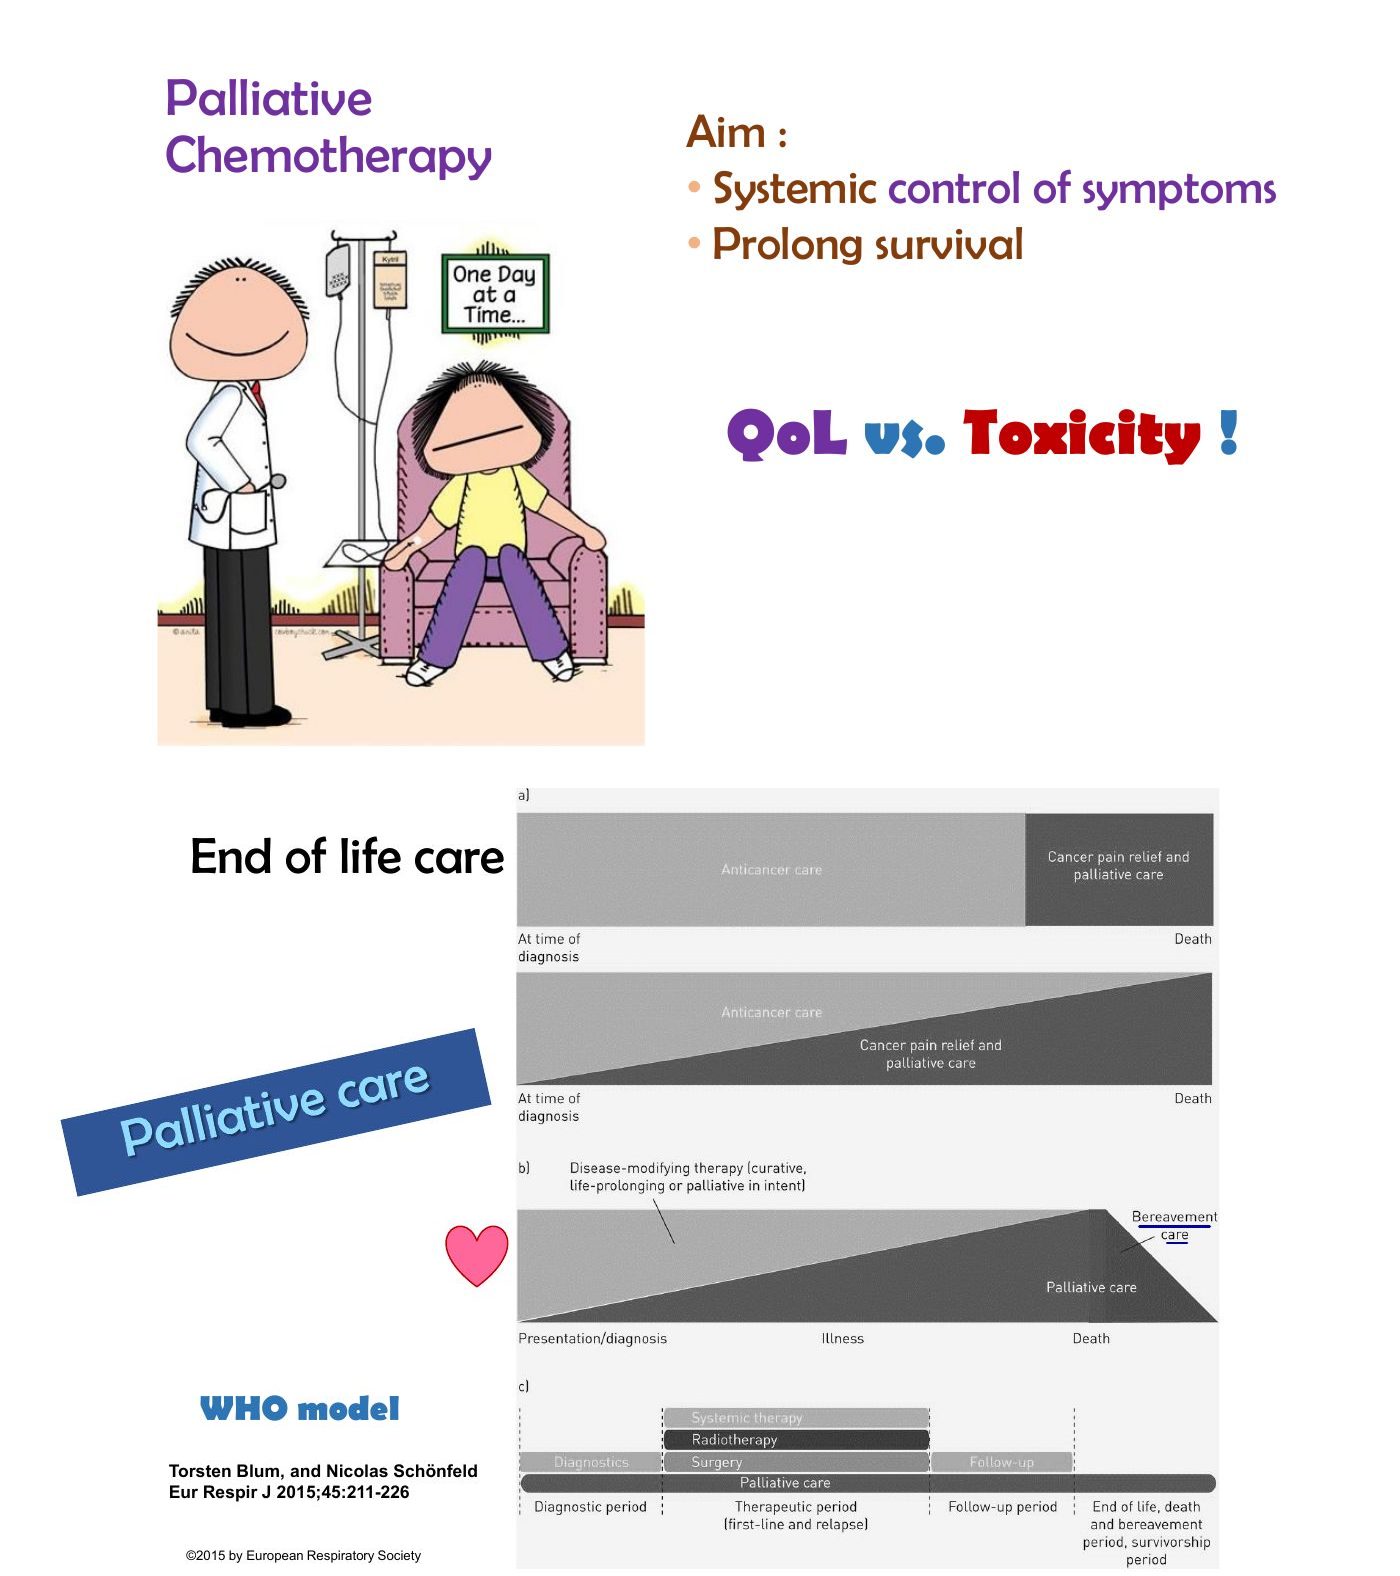 Palliative
Chemotherapy
Aim :
• Systemic control of symptoms
• Prolong survival
Kytril
One Day
at a
Time...
QoL vs. Toxicity !
©anita
cowboychick.com
End of life care
a)
Anticancer care
Cancer pain relief and
palliative care
At time of
diagnosis
Death
Anticancer care
Cancer pain relief and
palliative care
At time of
diagnosis
Death
Palliative care
b)
Disease-modifying therapy (curative,
life-prolonging or palliative in intent)
Bereavement
care
Palliative care
Presentation/diagnosis
Illness
Death
WHO model
c)
Systemic therapy
Radiotherapy
Diagnostics
Surgery
Follow-up
Palliative care
Diagnostic period
Therapeutic period
(first-line and relapse)
Follow-up period
End of life, death
and bereavement
period, survivorship
period
Torsten Blum, and Nicolas Schönfeld
Eur Respir J 2015;45:211-226
©2015 by European Respiratory Society